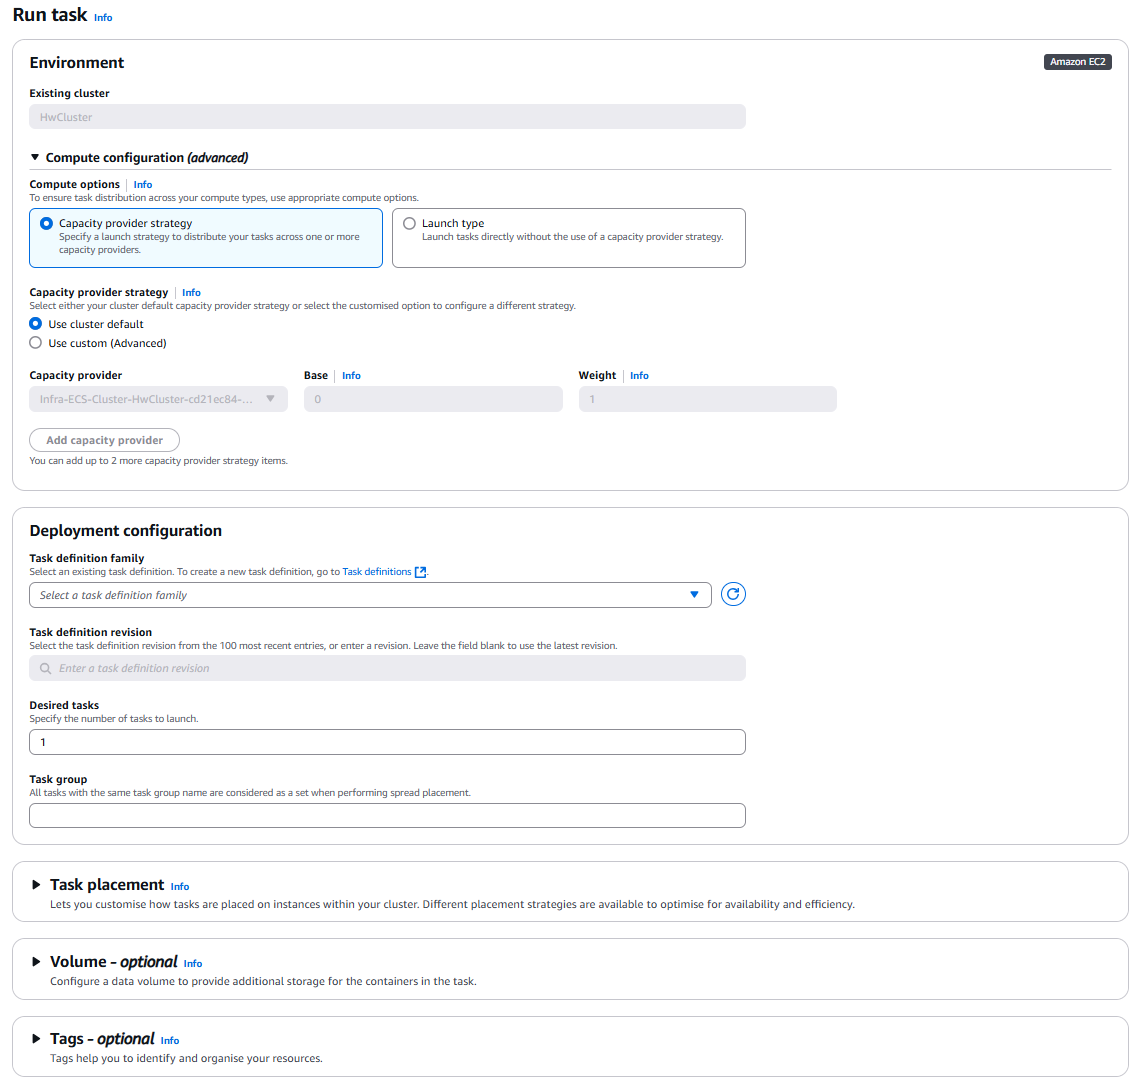 Run task Info
Environment
Amazon EC2
Existing cluster
HwCluster
Compute configuration (advanced)
Compute options Info
To ensure task distribution across your compute types, use appropriate compute options.
Capacity provider strategy
Specify a launch strategy to distribute your tasks across one or more
capacity providers.
Launch type
Launch tasks directly without the use of a capacity provider strategy.
Capacity provider strategy Info
Select either your cluster default capacity provider strategy or select the customised option to configure a different strategy.
Use cluster default
Use custom (Advanced)
Capacity provider
Base Info
Weight Info
Infra-ECS-Cluster-HwCluster-cd21ec84-...
0
1
Add capacity provider
You can add up to 2 more capacity provider strategy items.
Deployment configuration
Task definition family
Select an existing task definition. To create a new task definition, go to Task definitions.
Select a task definition family
Task definition revision
Select the task definition revision from the 100 most recent entries, or enter a revision. Leave the field blank to use the latest revision.
Enter a task definition revision
Desired tasks
Specify the number of tasks to launch.
1
Task group
All tasks with the same task group name are considered as a set when performing spread placement.
Task placement Info
Lets you customise how tasks are placed on instances within your cluster. Different placement strategies are available to optimise for availability and efficiency.
Volume - optional Info
Configure a data volume to provide additional storage for the containers in the task.
Tags - optional Info
Tags help you to identify and organise your resources.